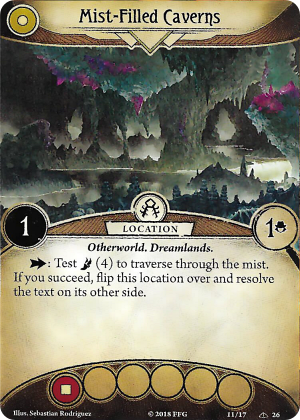 Mist-Filled Caverns
1
LOCATION
1
Otherworld. Dreamlands.
: Test (4) to traverse through the mist.
If you succeed, flip this location over and resolve
the text on its other side.
Illus. Sebastian Rodriguez
© 2018 FFG
11/17
26